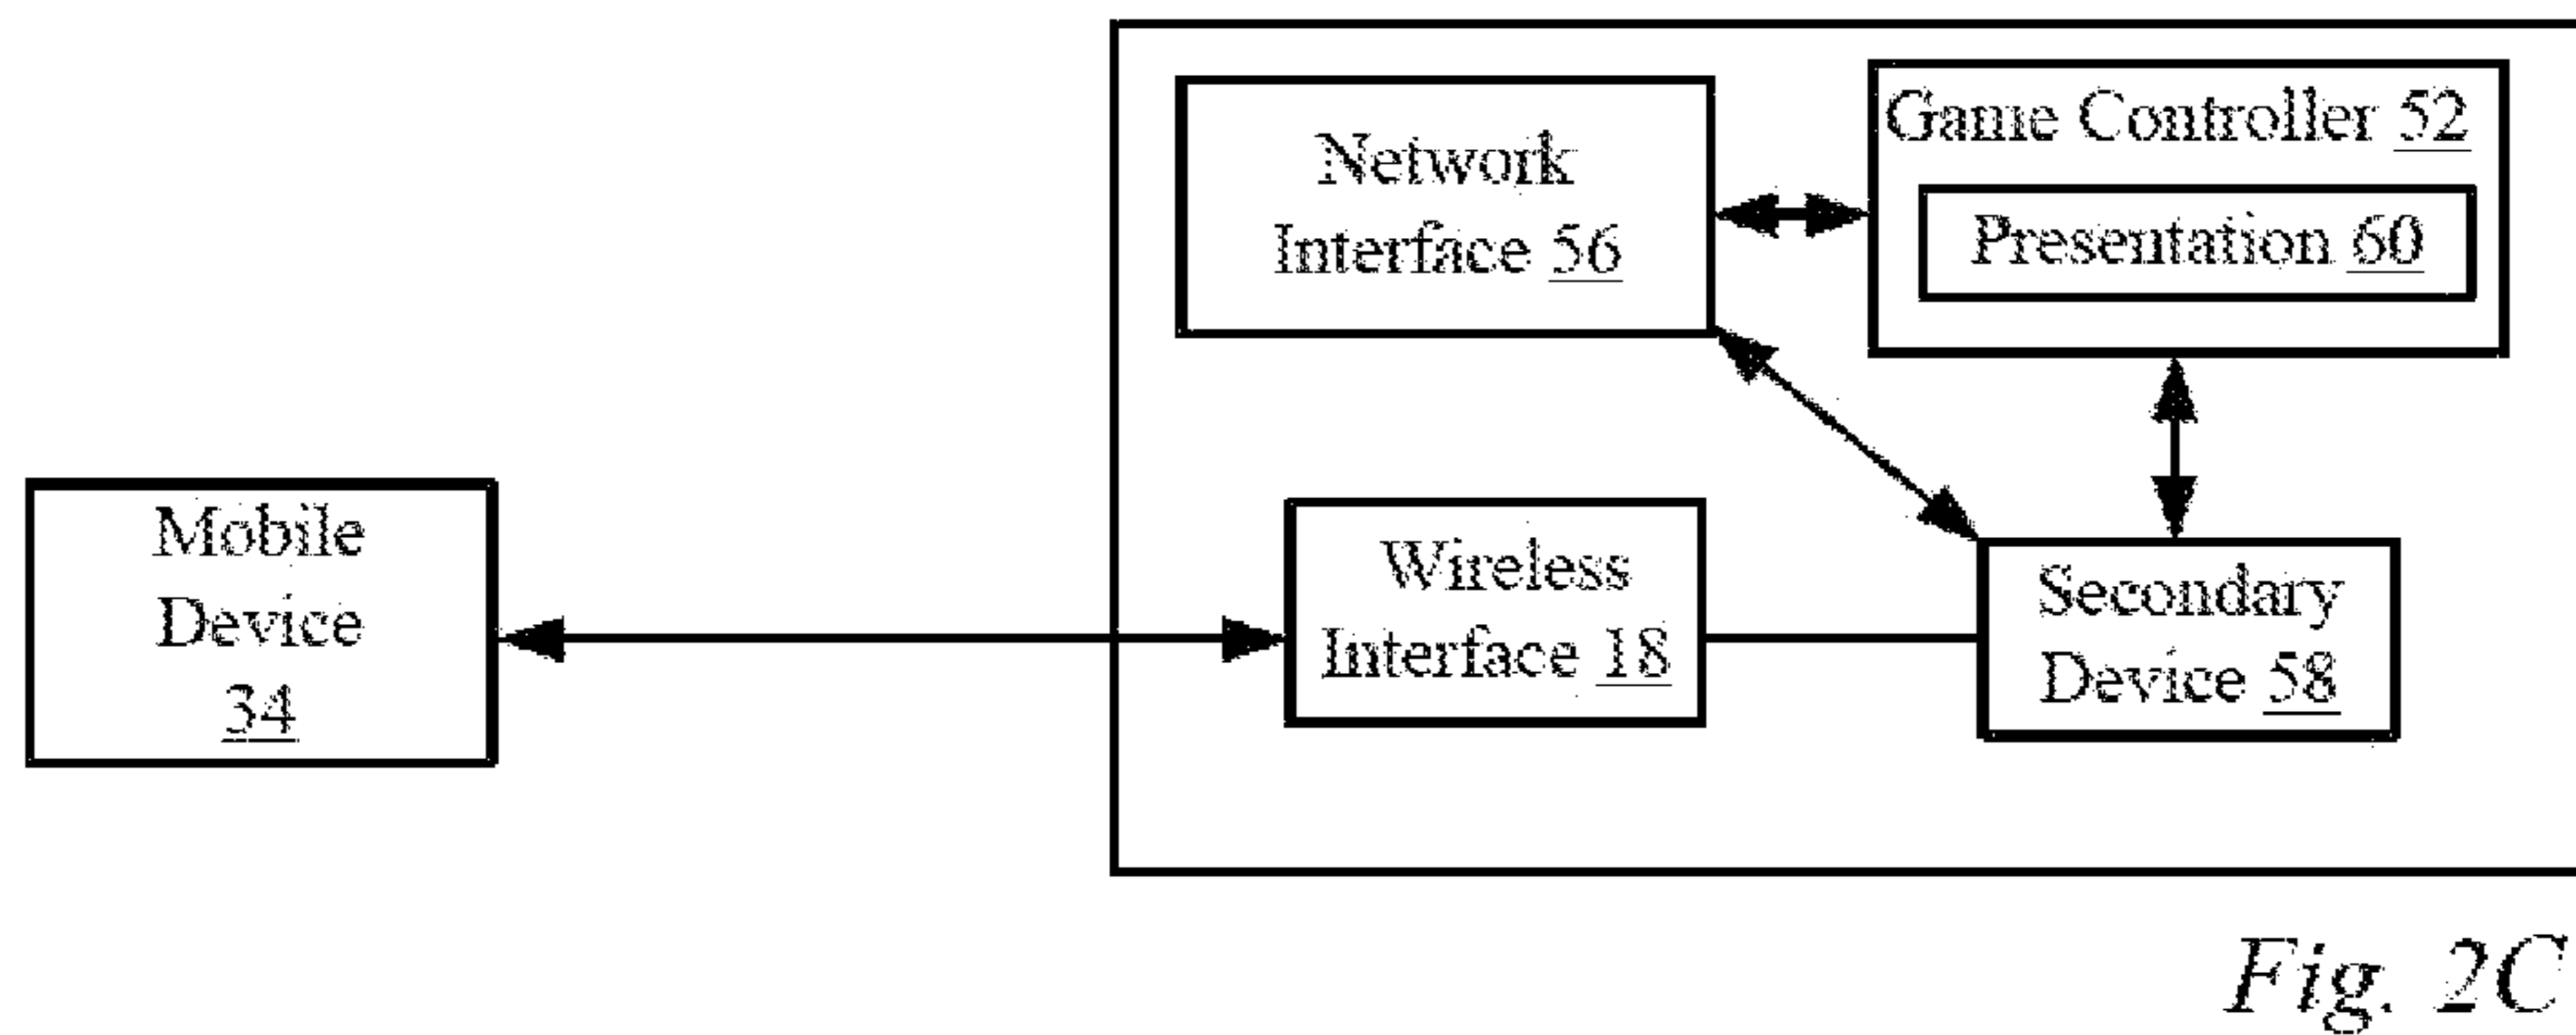 Network
Interface 56
Game Controller 52
Presentation 60
Mobile
Device
34
Wireless
Interface 18
Secondary
Device 58
Fig. 2C